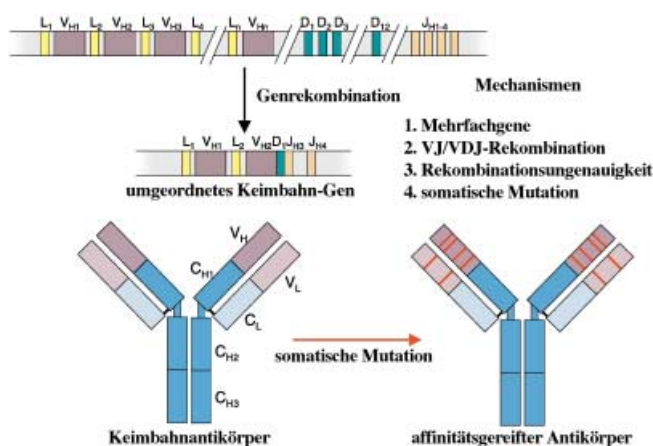 L1 VH1 L2 VH2 L3 VH3 L4 Ln VHn D1 D2 D3 D12 JH1-4
Genrekombination
Mechanismen
L1 VH1 L2 VH2 D1 JH3 JH4
umgeordnetes Keimbahn-Gen
1. Mehrfachgene
2. VJ/VDJ-Rekombination
3. Rekombinationsungenauigkeit
4. somatische Mutation
VH
CH1
VL
CL
CH2
CH3
somatische Mutation
Keimbahnantikörper
affinitätsgereifter Antikörper